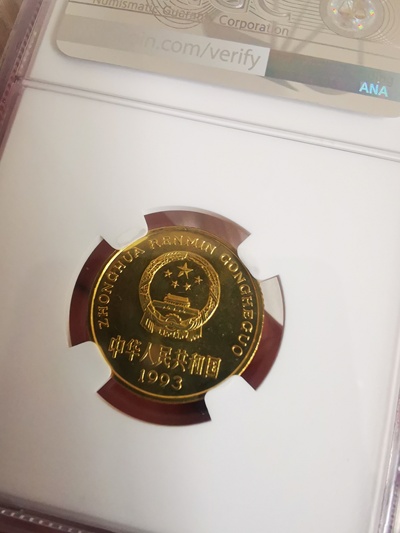 Numismatic Guaranty Corporation
n.com/verify
ANA
ZHONGHUA RENMIN GONGHEGUO
中华人民共和国
1993